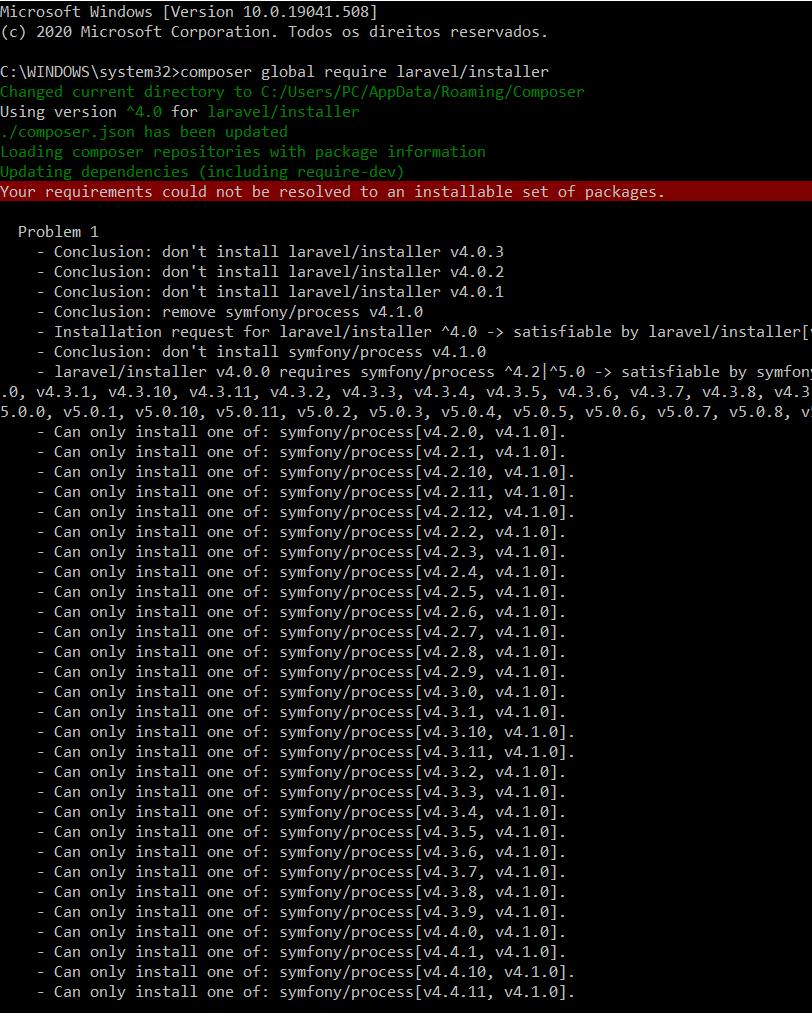 Microsoft Windows [Version 10.0.19041.508]
(c) 2020 Microsoft Corporation. Todos os direitos reservados.
C:\WINDOWS\system32>composer global require laravel/installer
Changed current directory to C:/Users/PC/AppData/Roaming/Composer
Using version ^4.0 for laravel/installer
./composer.json has been updated
Loading composer repositories with package information
Updating dependencies (including require-dev)
Your requirements could not be resolved to an installable set of packages.
Problem 1
- Conclusion: don't install laravel/installer v4.0.3
- Conclusion: don't install laravel/installer v4.0.2
- Conclusion: don't install laravel/installer v4.0.1
- Conclusion: remove symfony/process v4.1.0
- Installation request for laravel/installer ^4.0 -> satisfiable by laravel/installer[v
- Conclusion: don't install symfony/process v4.1.0
- laravel/installer v4.0.0 requires symfony/process ^4.2|^5.0 -> satisfiable by symfony
.0, v4.3.1, v4.3.10, v4.3.11, v4.3.2, v4.3.3, v4.3.4, v4.3.5, v4.3.6, v4.3.7, v4.3.8, v4.3
5.0.0, v5.0.1, v5.0.10, v5.0.11, v5.0.2, v5.0.3, v5.0.4, v5.0.5, v5.0.6, v5.0.7, v5.0.8, v5
- Can only install one of: symfony/process[v4.2.0, v4.1.0].
- Can only install one of: symfony/process[v4.2.1, v4.1.0].
- Can only install one of: symfony/process[v4.2.10, v4.1.0].
- Can only install one of: symfony/process[v4.2.11, v4.1.0].
- Can only install one of: symfony/process[v4.2.12, v4.1.0].
- Can only install one of: symfony/process[v4.2.2, v4.1.0].
- Can only install one of: symfony/process[v4.2.3, v4.1.0].
- Can only install one of: symfony/process[v4.2.4, v4.1.0].
- Can only install one of: symfony/process[v4.2.5, v4.1.0].
- Can only install one of: symfony/process[v4.2.6, v4.1.0].
- Can only install one of: symfony/process[v4.2.7, v4.1.0].
- Can only install one of: symfony/process[v4.2.8, v4.1.0].
- Can only install one of: symfony/process[v4.2.9, v4.1.0].
- Can only install one of: symfony/process[v4.3.0, v4.1.0].
- Can only install one of: symfony/process[v4.3.1, v4.1.0].
- Can only install one of: symfony/process[v4.3.10, v4.1.0].
- Can only install one of: symfony/process[v4.3.11, v4.1.0].
- Can only install one of: symfony/process[v4.3.2, v4.1.0].
- Can only install one of: symfony/process[v4.3.3, v4.1.0].
- Can only install one of: symfony/process[v4.3.4, v4.1.0].
- Can only install one of: symfony/process[v4.3.5, v4.1.0].
- Can only install one of: symfony/process[v4.3.6, v4.1.0].
- Can only install one of: symfony/process[v4.3.7, v4.1.0].
- Can only install one of: symfony/process[v4.3.8, v4.1.0].
- Can only install one of: symfony/process[v4.3.9, v4.1.0].
- Can only install one of: symfony/process[v4.4.0, v4.1.0].
- Can only install one of: symfony/process[v4.4.1, v4.1.0].
- Can only install one of: symfony/process[v4.4.10, v4.1.0].
- Can only install one of: symfony/process[v4.4.11, v4.1.0].